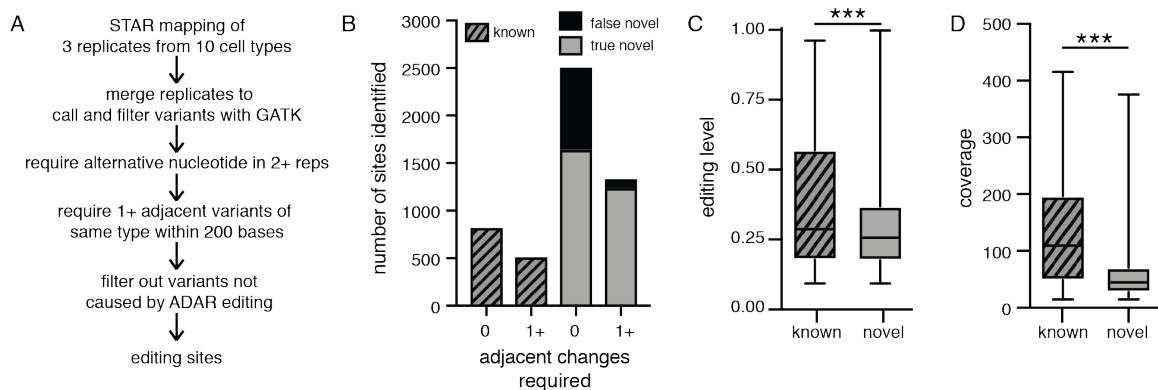 A
STAR mapping of
3 replicates from 10 cell types
merge replicates to
call and filter variants with GATK
require alternative nucleotide in 2+ reps
require 1+ adjacent variants of
same type within 200 bases
filter out variants not
caused by ADAR editing
editing sites
B
number of sites identified
3000
2500
2000
1500
1000
500
0
known
false novel
true novel
0
1+
0
1+
adjacent changes
required
C
***
editing level
1.00
0.75
0.50
0.25
0.00
known
novel
D
***
coverage
500
400
300
200
100
0
known
novel